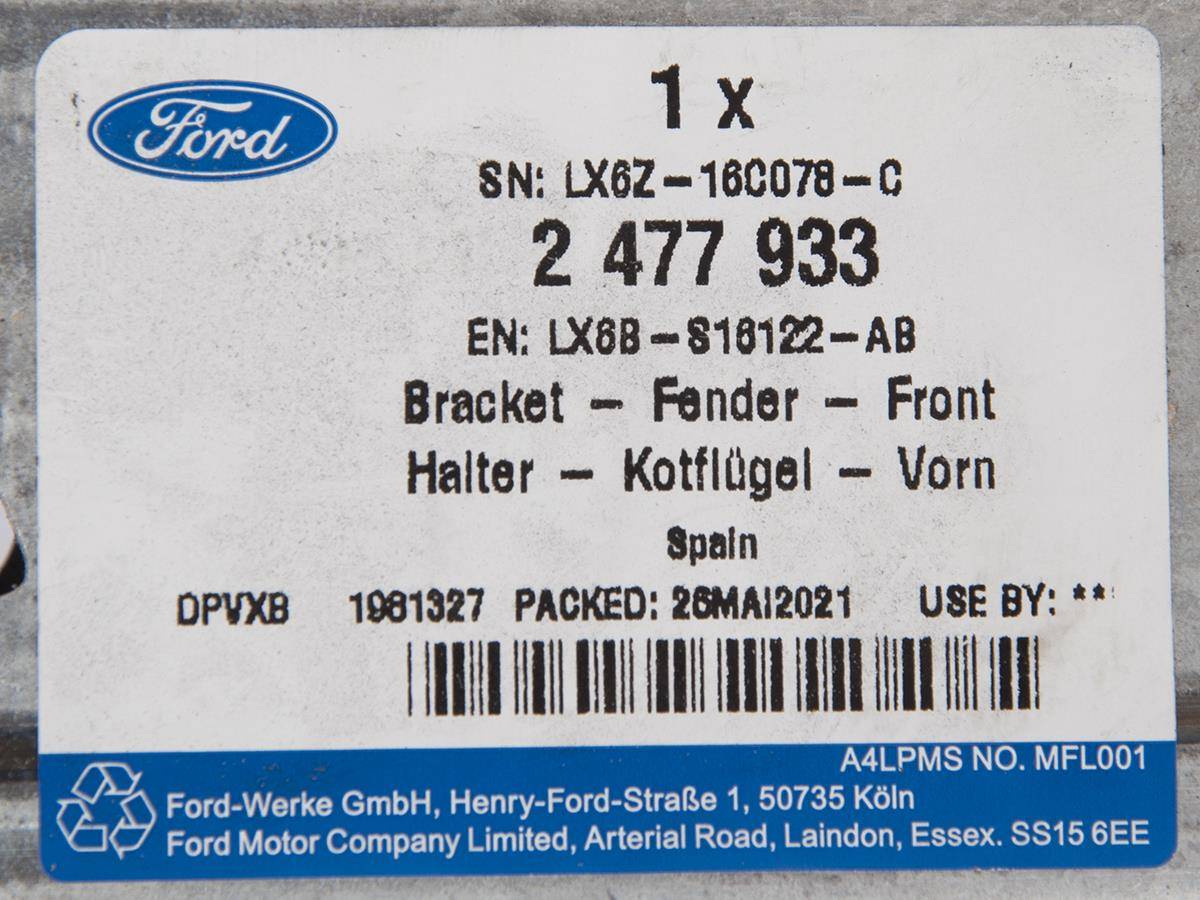 Ford
1 x
SN: LX6Z-16C078-C
2 477 933
EN: LX6B-S16122-AB
Bracket - Fender - Front
Halter - Kotflügel - Vorn
Spain
DPVXB 1981327 PACKED: 26MAI2021 USE BY: **
A4LPMS NO. MFL001
Ford-Werke GmbH, Henry-Ford-Straße 1, 50735 Köln
Ford Motor Company Limited, Arterial Road, Laindon, Essex. SS15 6EE